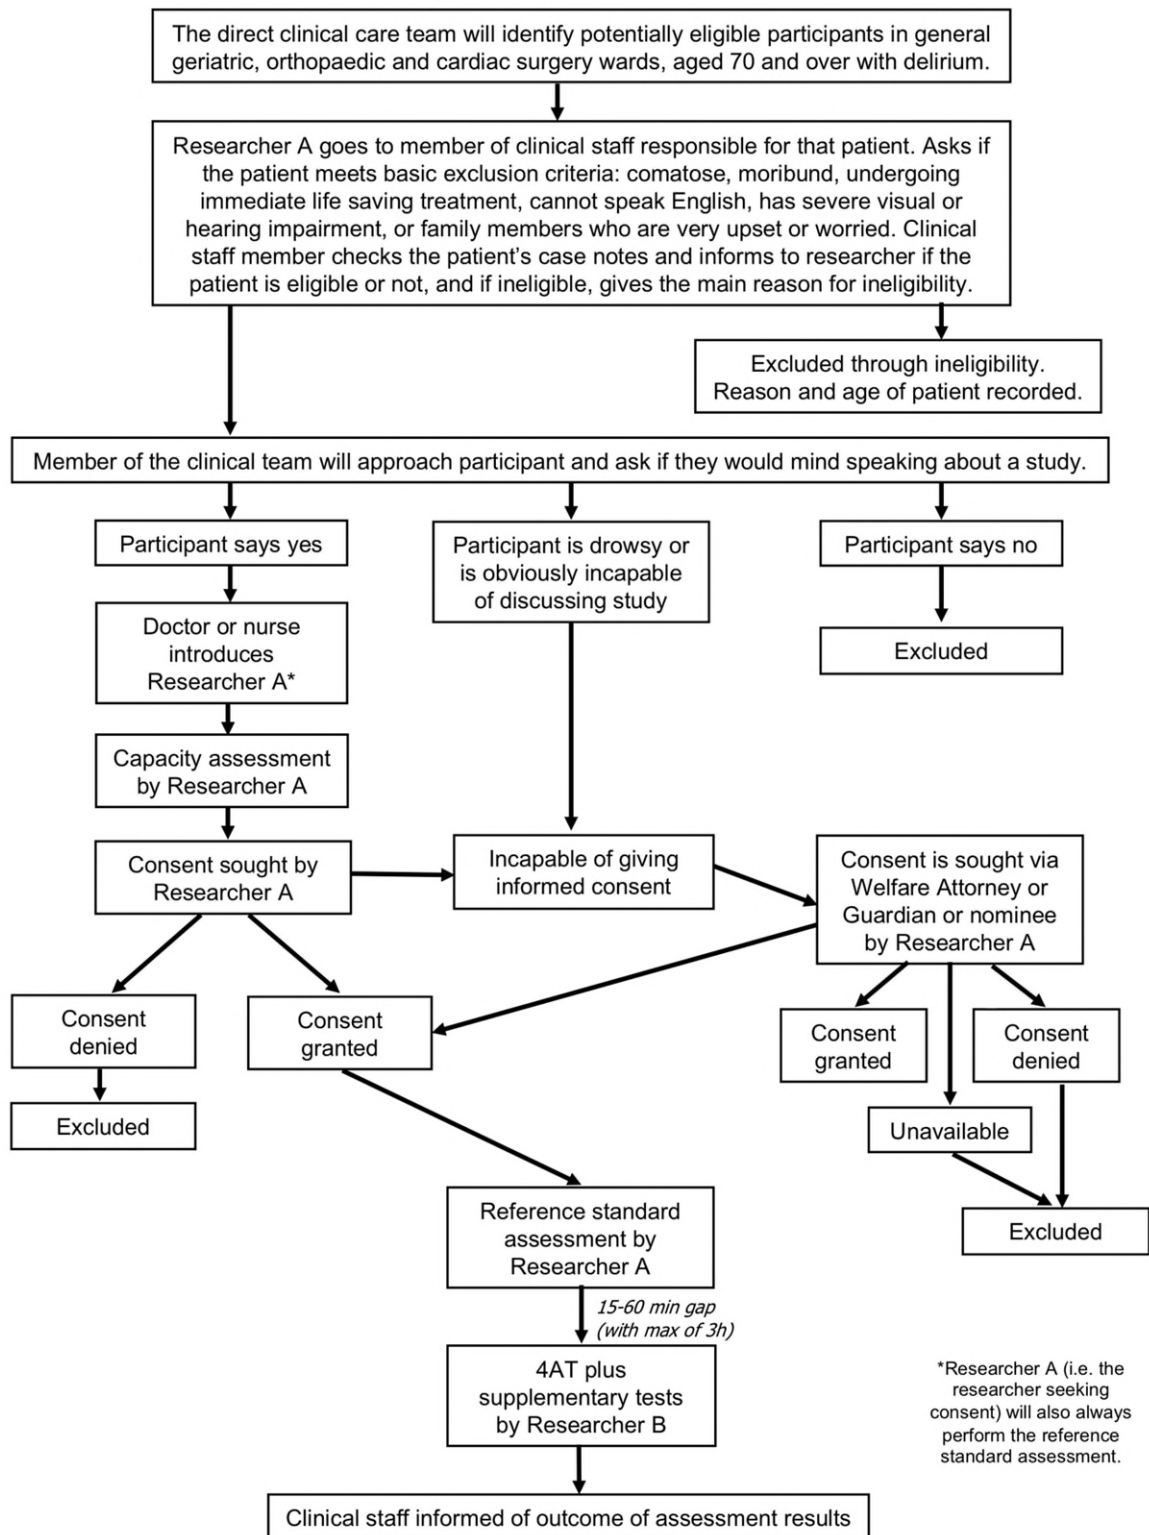 The direct clinical care team will identify potentially eligible participants in general
geriatric, orthopaedic and cardiac surgery wards, aged 70 and over with delirium.
Researcher A goes to member of clinical staff responsible for that patient. Asks if
the patient meets basic exclusion criteria: comatose, moribund, undergoing
immediate life saving treatment, cannot speak English, has severe visual or
hearing impairment, or family members who are very upset or worried. Clinical
staff member checks the patient's case notes and informs to researcher if the
patient is eligible or not, and if ineligible, gives the main reason for ineligibility.
Excluded through ineligibility.
Reason and age of patient recorded.
Member of the clinical team will approach participant and ask if they would mind speaking about a study.
Participant says yes
Participant is drowsy or
is obviously incapable
of discussing study
Participant says no
Doctor or nurse
introduces
Researcher A*
Excluded
Capacity assessment
by Researcher A
Consent sought by
Researcher A
Incapable of giving
informed consent
Consent is sought via
Welfare Attorney or
Guardian or nominee
by Researcher A
Consent
denied
Consent
granted
Consent
granted
Consent
denied
Excluded
Unavailable
Excluded
Reference standard
assessment by
Researcher A
15-60 min gap
(with max of 3h)
4AT plus
supplementary tests
by Researcher B
*Researcher A (i.e. the
researcher seeking
consent) will also always
perform the reference
standard assessment.
Clinical staff informed of outcome of assessment results